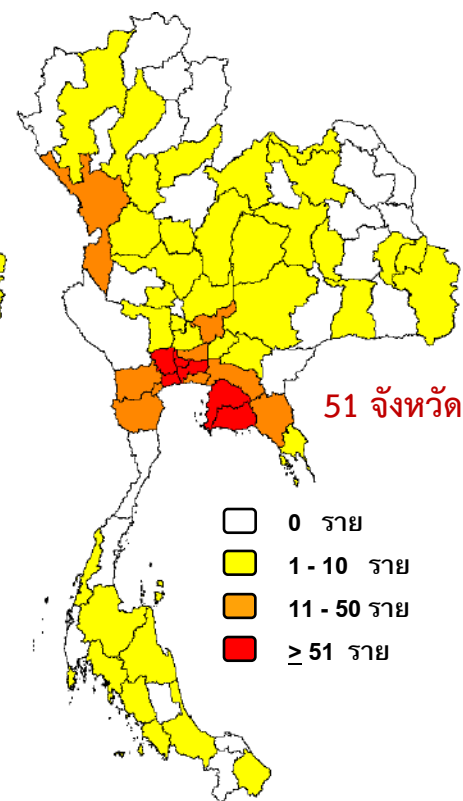 51 จังหวัด
0 ราย
1 - 10 ราย
11 - 50 ราย
≥ 51 ราย